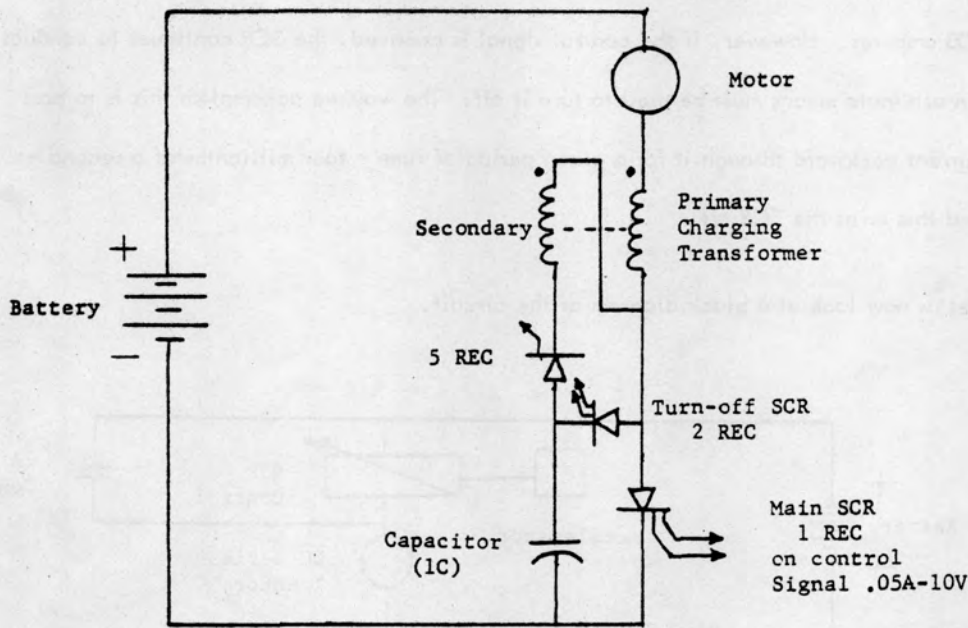 Motor
Primary
Charging
Transformer
Secondary
+
Battery
—
5 REC
Turn-off SCR
2 REC
Main SCR
1 REC
on control
Signal .05A-10V
Capacitor
(1C)